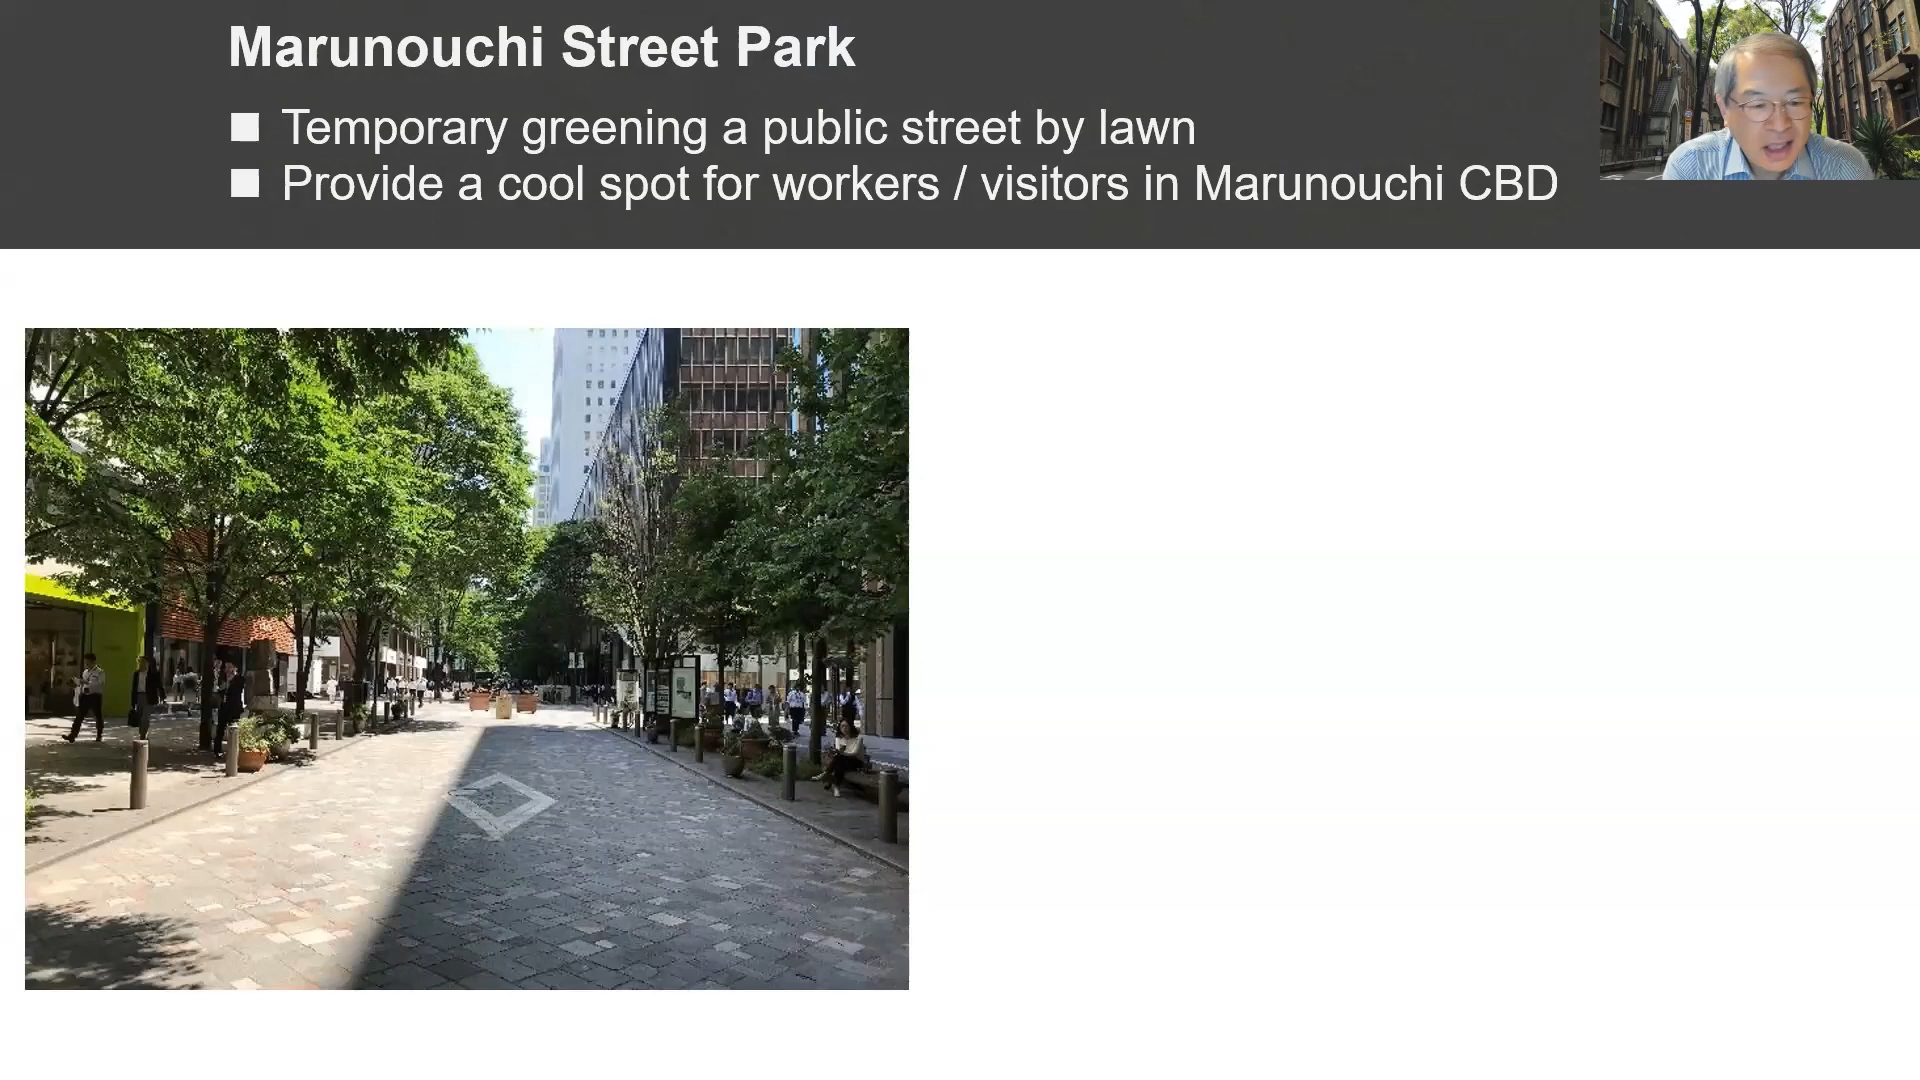 Marunouchi Street Park
■ Temporary greening a public street by lawn
■ Provide a cool spot for workers / visitors in Marunouchi CBD